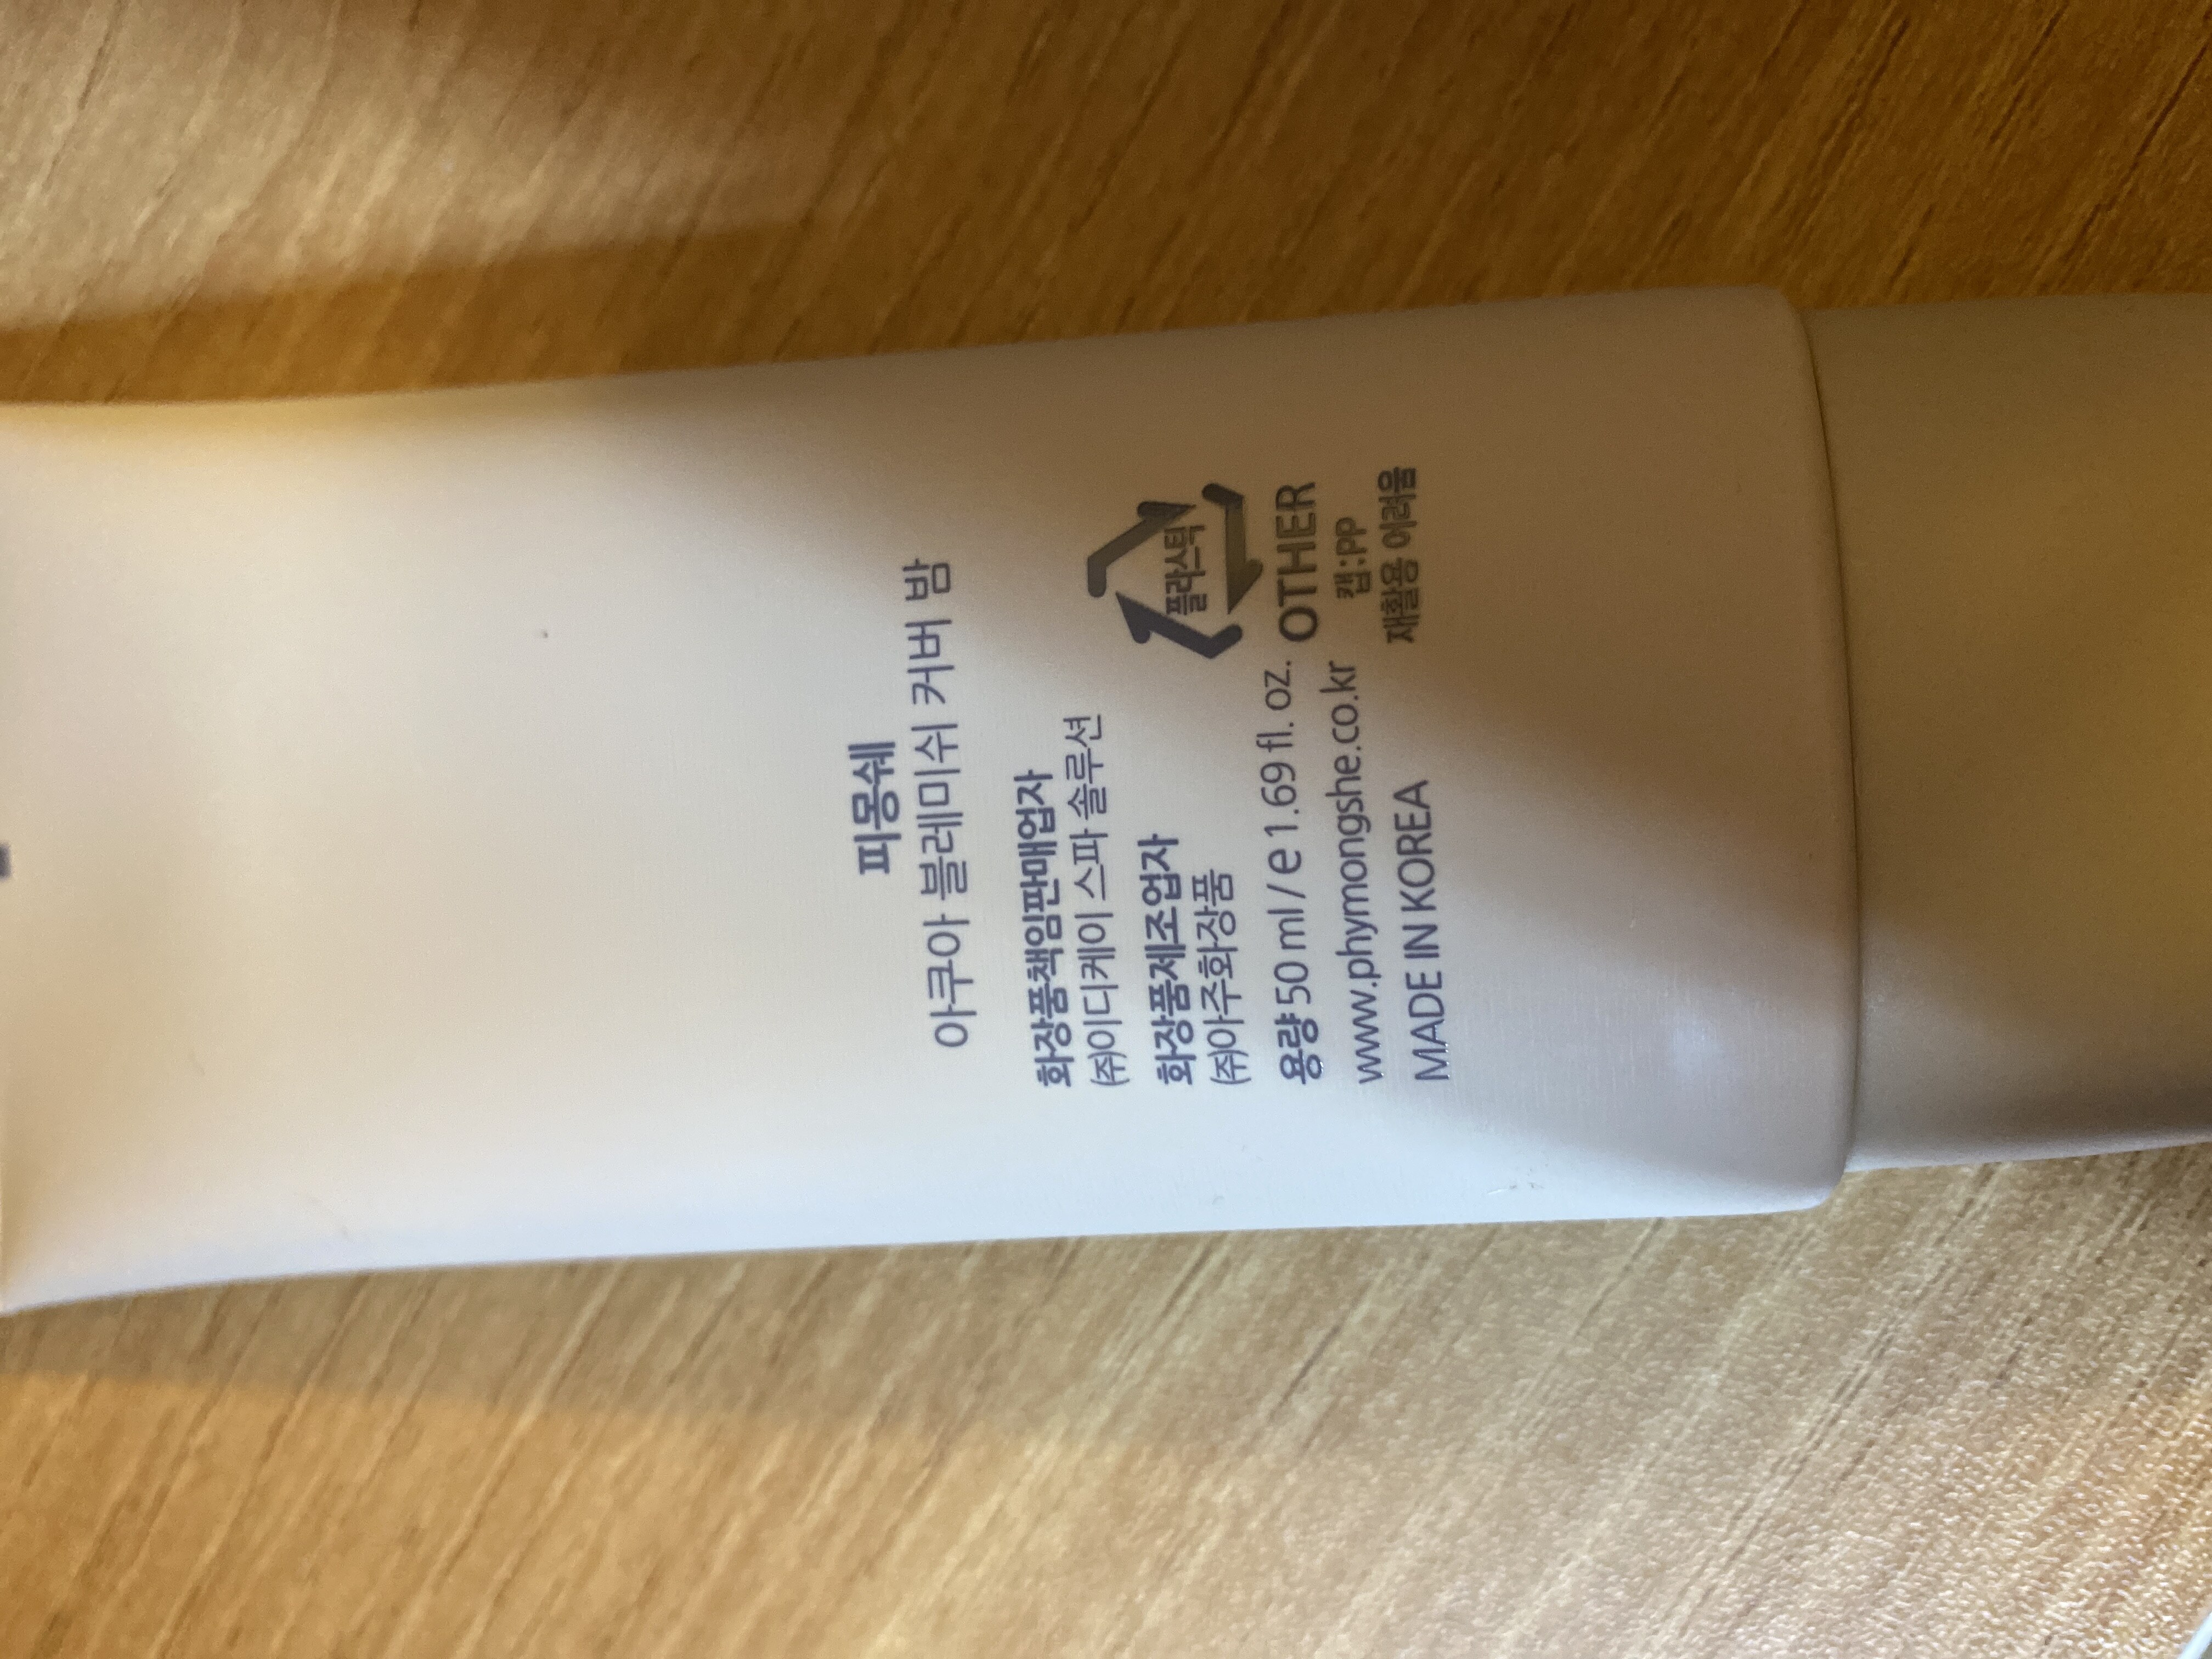 피몽쉐
아쿠아 블레미쉬 커버 밤
화장품책임판매업자
㈜이디케이 스파 솔루션
화장품제조업자
㈜아주화장품
용량 50 ml / e 1.69 fl. oz.
www.phymongshe.co.kr
MADE IN KOREA
플라스틱
OTHER
캡:PP
재활용 어려움